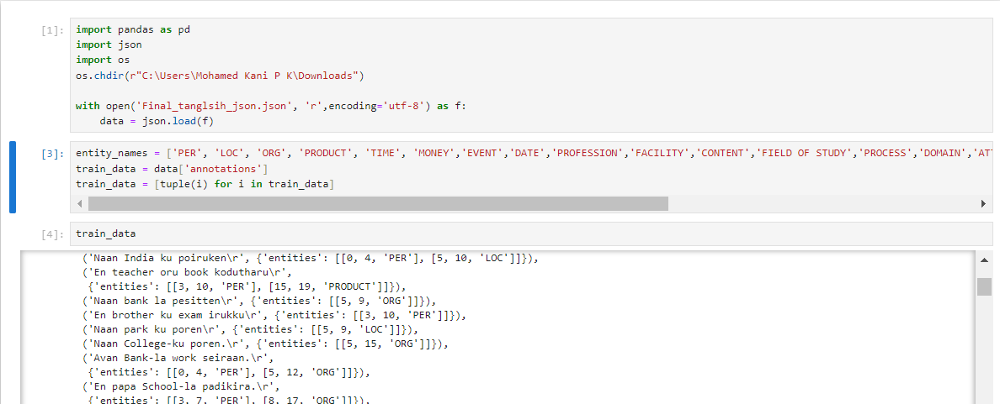 [1]: import pandas as pd
import json
import os
os.chdir(r"C:\Users\Mohamed Kani P K\Downloads")
with open('Final_tanglsih_json.json', 'r',encoding='utf-8') as f:
    data = json.load(f)
[3]: entity_names = ['PER', 'LOC', 'ORG', 'PRODUCT', 'TIME', 'MONEY','EVENT','DATE','PROFESSION','FACILITY','CONTENT','FIELD OF STUDY','PROCESS','DOMAIN','AT
train_data = data['annotations']
train_data = [tuple(i) for i in train_data]
[4]: train_data
('Naan India ku poiruken\r', {'entities': [[0, 4, 'PER'], [5, 10, 'LOC']]}),
('En teacher oru book kodutharu\r',
 {'entities': [[3, 10, 'PER'], [15, 19, 'PRODUCT']]}),
('Naan bank la pesitten\r', {'entities': [[5, 9, 'ORG']]}),
('En brother ku exam irukku\r', {'entities': [[3, 10, 'PER']]}),
('Naan park ku poren\r', {'entities': [[5, 9, 'LOC']]}),
('Naan College-ku poren.\r', {'entities': [[5, 15, 'ORG']]}),
('Avan Bank-la work seiraan.\r',
 {'entities': [[0, 4, 'PER'], [5, 12, 'ORG']]}),
('En papa School-la padikira.\r',
 {'entities': [[3, 7, 'PER'], [8, 17, 'ORG']]}),